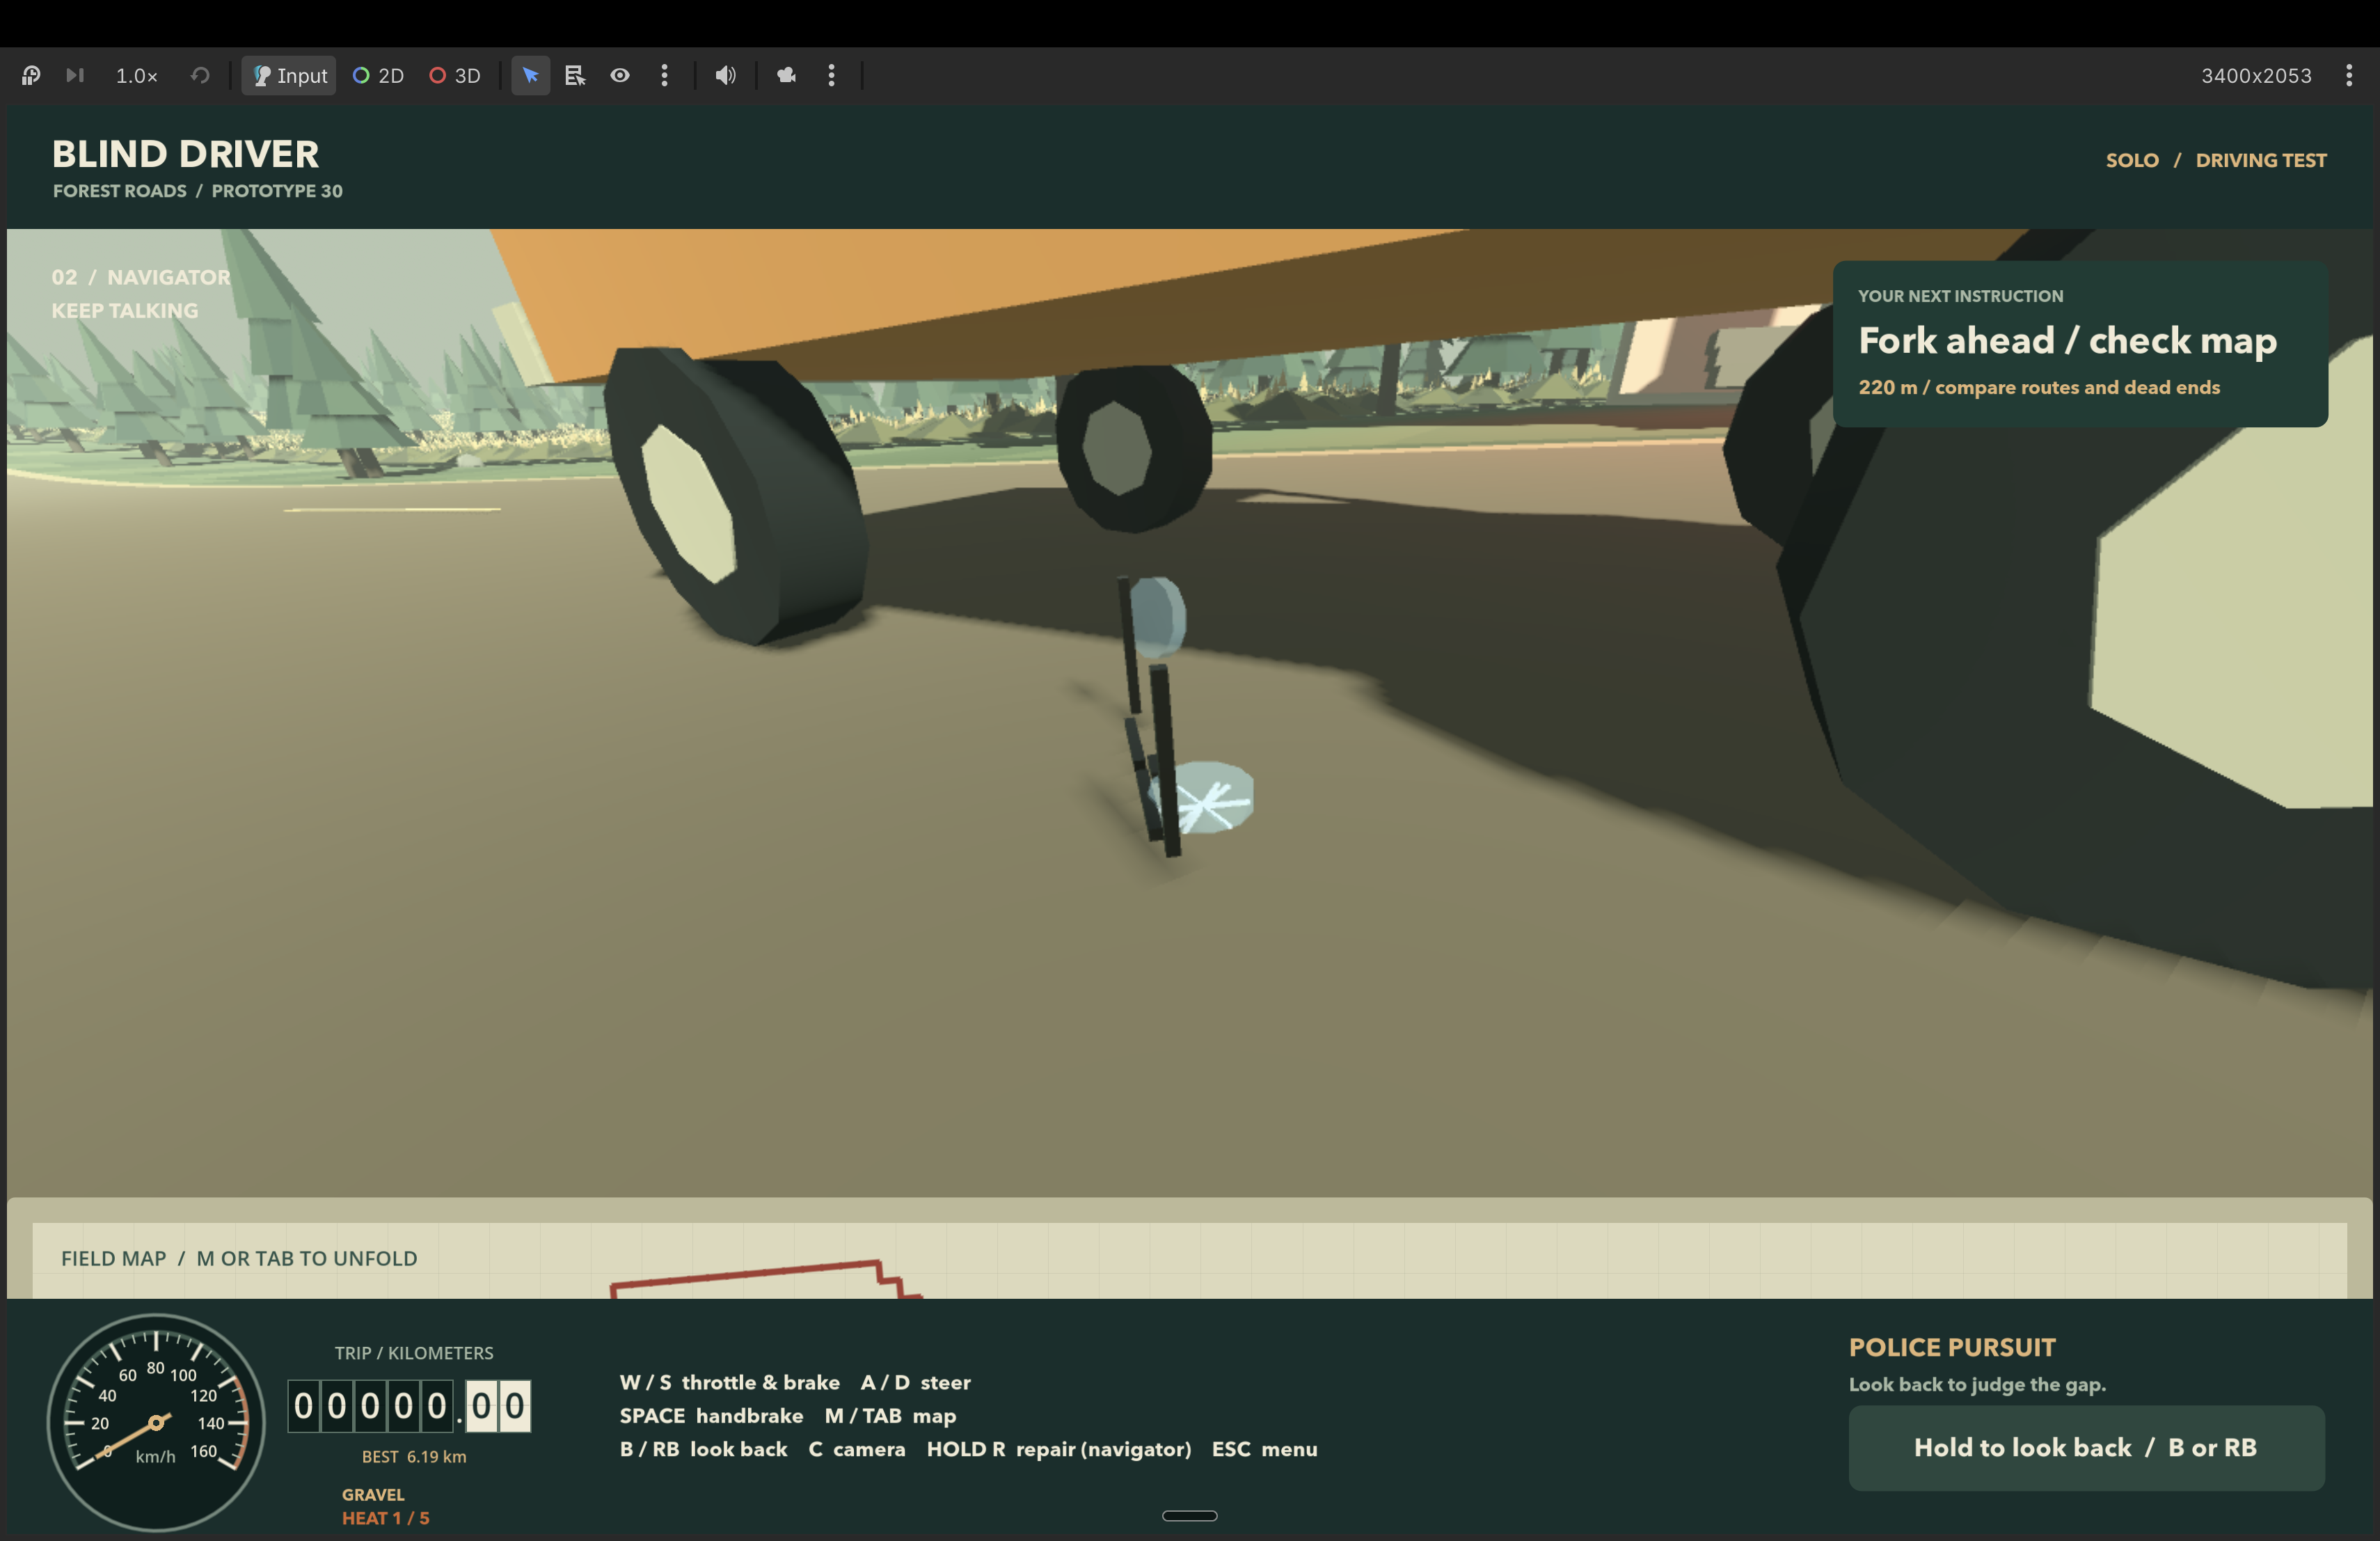 1.0×
Input
2D
3D
3400x2053
BLIND DRIVER
FOREST ROADS / PROTOTYPE 30
SOLO / DRIVING TEST
02 / NAVIGATOR
KEEP TALKING
YOUR NEXT INSTRUCTION
Fork ahead / check map
220 m / compare routes and dead ends
FIELD MAP / M OR TAB TO UNFOLD
0 20 40 60 80 100 120 140 160
km/h
TRIP / KILOMETERS
00000.00
BEST 6.19 km
GRAVEL
HEAT 1 / 5
W / S throttle & brake A / D steer
SPACE handbrake M / TAB map
B / RB look back C camera HOLD R repair (navigator) ESC menu
POLICE PURSUIT
Look back to judge the gap.
Hold to look back / B or RB